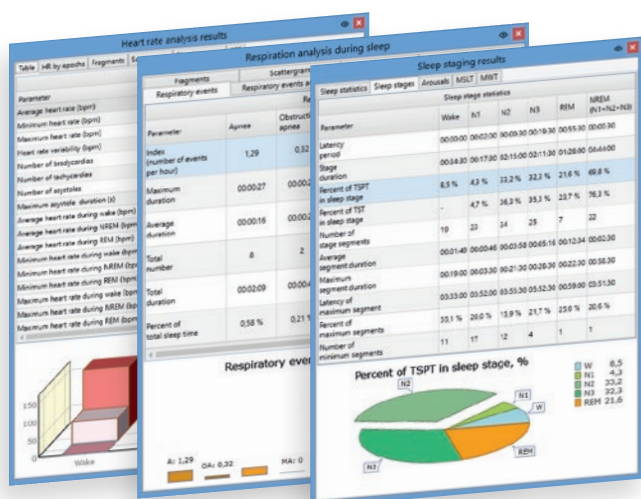 Heart rate analysis results
Table HR by epochs Fragments
Parameter
Average heart rate (bpm)
Minimum heart rate (bpm)
Maximum heart rate (bpm)
Heart rate variability (bpm)
Number of bradycardias
Number of tachycardias
Number of asystoles
Maximum asystole duration (s)
Average heart rate during wake (bpm)
Average heart rate during NREM (bpm)
Average heart rate during REM (bpm)
Minimum heart rate during wake (bpm)
Minimum heart rate during NREM (bpm)
Minimum heart rate during REM (bpm)
Maximum heart rate during wake (bpm)
Maximum heart rate during NREM (bpm)
Maximum heart rate during REM (bpm)
150
100
50
0
Wake
Respiration analysis during sleep
Fragments Scattergram
Respiratory events Respiratory events a
Parameter Apnea Obstruc
apnea
Index
(number of events
per hour) 1,29 0,32
Maximum
duration 00:00:27 00:00:2
Average
duration 00:00:16 00:00:2
Total
number 8 2
Total
duration 00:02:09 00:00:4
Percent of
total sleep time 0,58 % 0,21 %
Respiratory even
A: 1,29 OA: 0,32 MA: 0
Sleep staging results
Sleep statistics Sleep stages Arousals MSLT MWT
Sleep stage statistics
Parameter Wake N1 N2 N3 REM NREM
(N1+N2+N3)
Latency
period 00:00:00 00:02:00 00:09:30 00:19:30 00:55:30 00:00:30
Stage
duration 00:34:30 00:17:30 02:15:00 02:11:30 01:28:00 04:44:00
Percent of TSPT
in sleep stage 8,5 % 4,3 % 33,2 % 32,3 % 21,6 % 69,8 %
Percent of TST
in sleep stage - 4,7 % 36,3 % 35,3 % 23,7 % 76,3 %
Number of
stage segments 19 23 34 25 7 22
Average
segment duration 00:01:49 00:00:46 00:03:58 00:05:16 00:12:34
Maximum
segment duration 00:19:00 00:03:30 00:21:30 00:28:30 00:22:30 00:58:30
Latency of
maximum segment 03:33:00 03:52:00 03:55:30 05:32:30 00:59:00 03:51:30
Percent of
maximum segments 55,1 % 20,0 % 15,9 % 21,7 % 25,6 % 20,6 %
Number of
minimum segments 11 17 12 4 1 1
Percent of TSPT in sleep stage, %
N2
N1
W
REM
N3
W 8,5
N1 4,3
N2 33,2
N3 32,3
REM 21,6